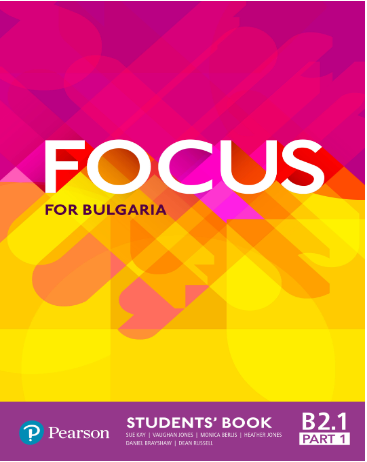 FOCUS
FOR BULGARIA
Pearson
STUDENTS' BOOK
SUE KAY | VAUGHAN JONES | MONICA BERLIS | HEATHER JONES
DANIEL BRAYSHAW | DEAN RUSSELL
B2.1
PART 1